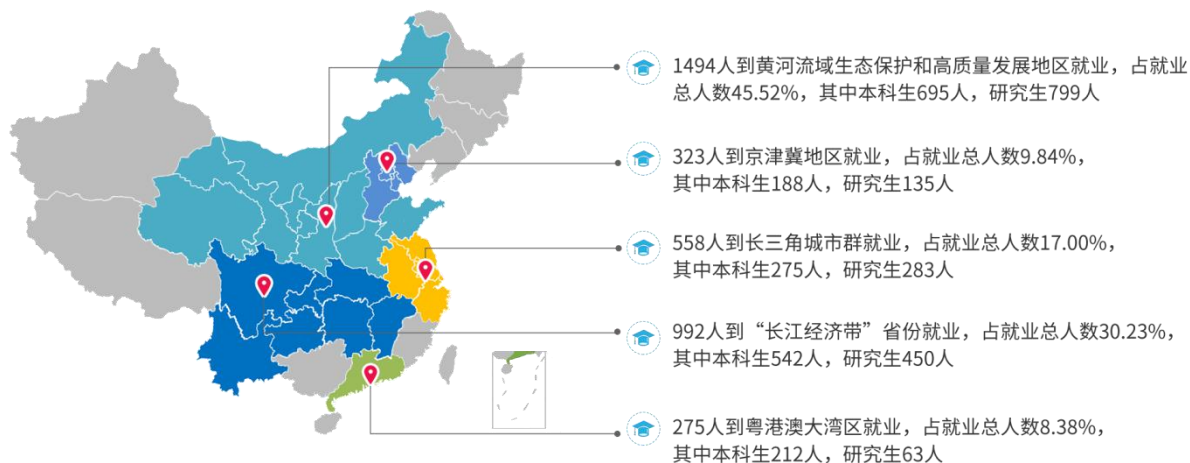 1494人到黄河流域生态保护和高质量发展地区就业，占就业
总人数45.52%，其中本科生695人，研究生799人
323人到京津冀地区就业，占就业总人数9.84%，
其中本科生188人，研究生135人
558人到长三角城市群就业，占就业总人数17.00%，
其中本科生275人，研究生283人
992人到“长江经济带”省份就业，占就业总人数30.23%，
其中本科生542人，研究生450人
275人到粤港澳大湾区就业，占就业总人数8.38%，
其中本科生212人，研究生63人